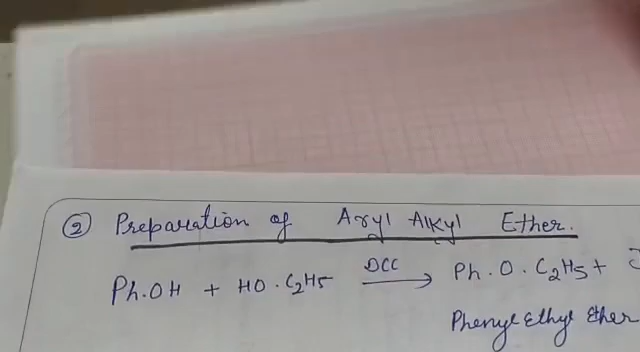 ② Preparation of Aryl Alkyl Ether.
Ph.OH + HO.C₂H₅ DCC → Ph.O.C₂H₅ +
Phenyl Ethyl Ether